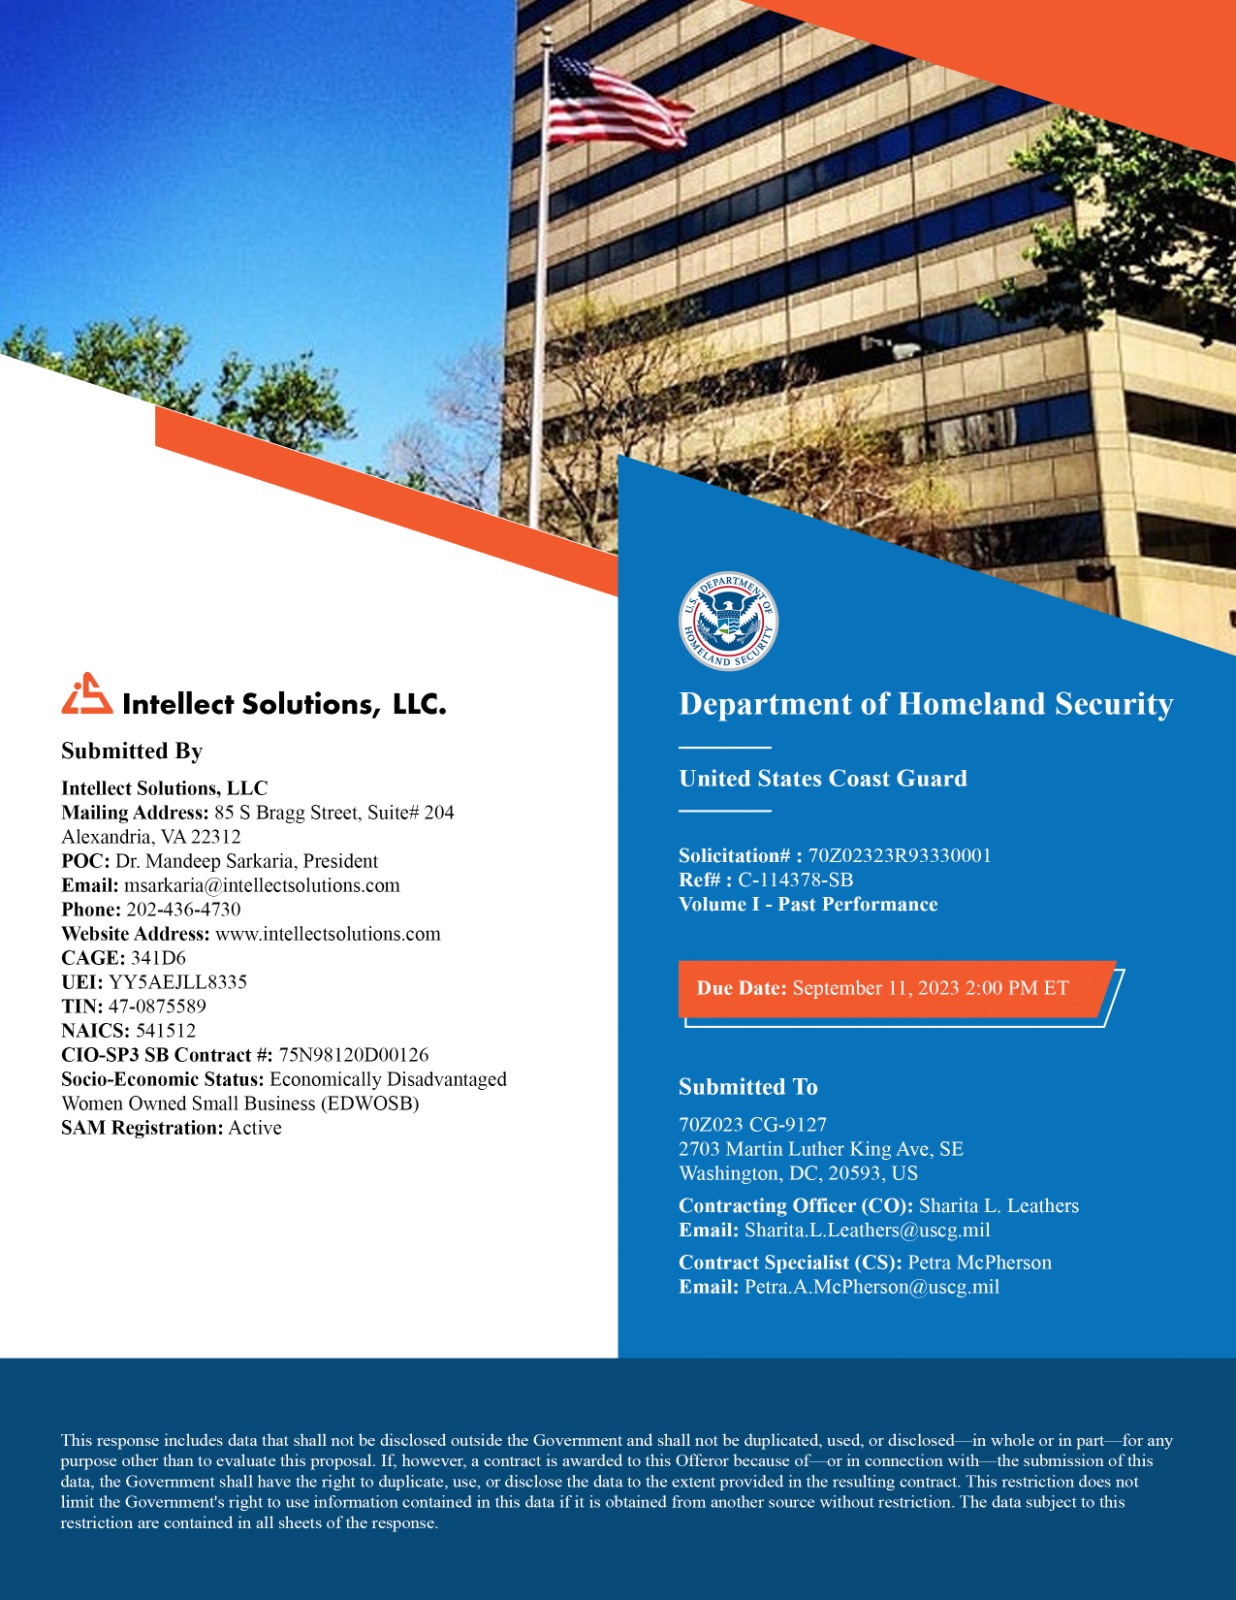 Intellect Solutions, LLC.
Submitted By
Intellect Solutions, LLC
Mailing Address: 85 S Bragg Street, Suite# 204
Alexandria, VA 22312
POC: Dr. Mandeep Sarkaria, President
Email: msarkaria@intellectsolutions.com
Phone: 202-436-4730
Website Address: www.intellectsolutions.com
CAGE: 341D6
UEI: YY5AEJLL8335
TIN: 47-0875589
NAICS: 541512
CIO-SP3 SB Contract #: 75N98120D00126
Socio-Economic Status: Economically Disadvantaged
Women Owned Small Business (EDWOSB)
SAM Registration: Active
U.S. DEPARTMENT OF
HOMELAND SECURITY
Department of Homeland Security
United States Coast Guard
Solicitation# : 70Z02323R93330001
Ref# : C-114378-SB
Volume I - Past Performance
Due Date: September 11, 2023 2:00 PM ET
Submitted To
70Z023 CG-9127
2703 Martin Luther King Ave, SE
Washington, DC, 20593, US
Contracting Officer (CO): Sharita L. Leathers
Email: Sharita.L.Leathers@uscg.mil
Contract Specialist (CS): Petra McPherson
Email: Petra.A.McPherson@uscg.mil
This response includes data that shall not be disclosed outside the Government and shall not be duplicated, used, or disclosed—in whole or in part—for any
purpose other than to evaluate this proposal. If, however, a contract is awarded to this Offeror because of—or in connection with—the submission of this
data, the Government shall have the right to duplicate, use, or disclose the data to the extent provided in the resulting contract. This restriction does not
limit the Government's right to use information contained in this data if it is obtained from another source without restriction. The data subject to this
restriction are contained in all sheets of the response.